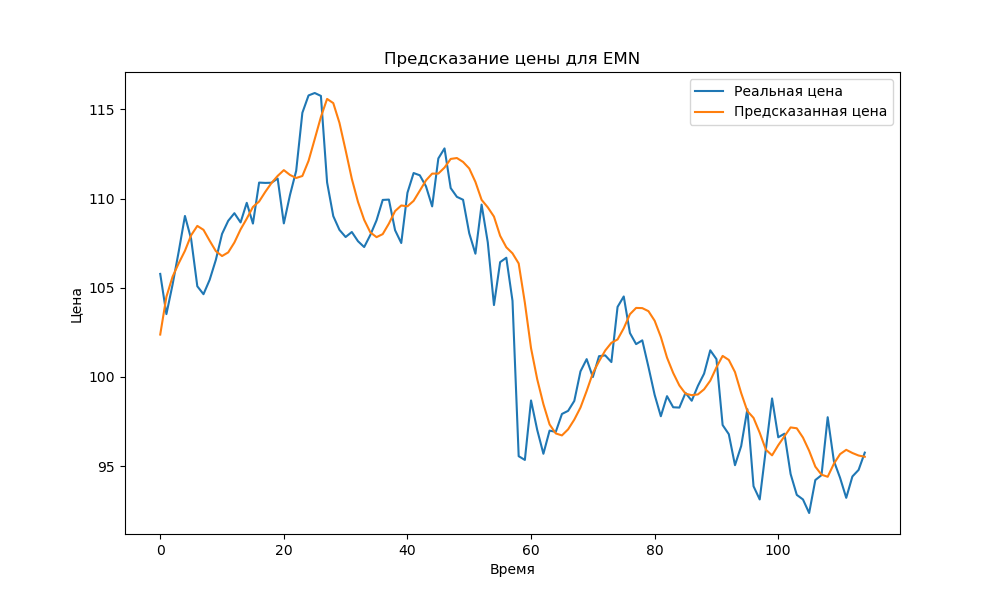 Предсказание цены для EMN
Реальная цена
Предсказанная цена
Цена
115
110
105
100
95
0 20 40 60 80 100
Время